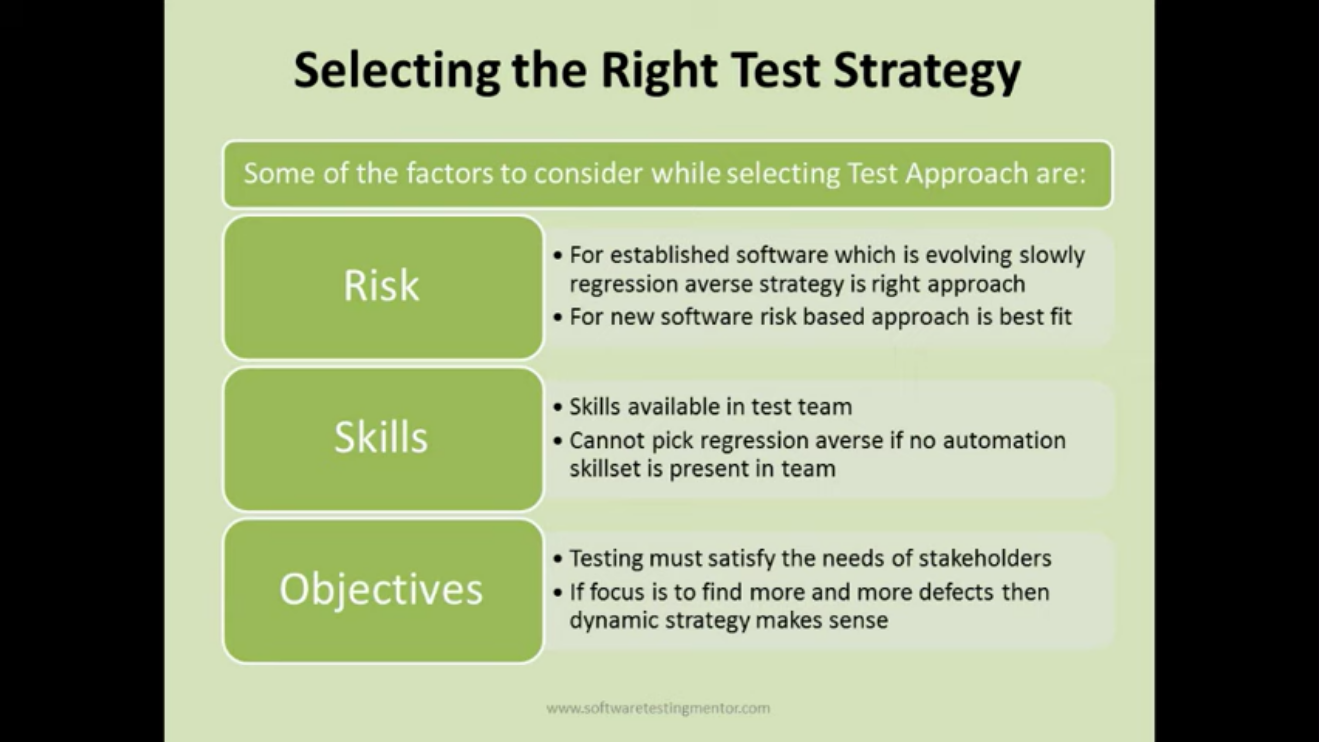 Selecting the Right Test Strategy
Some of the factors to consider while selecting Test Approach are:
Risk
• For established software which is evolving slowly
regression averse strategy is right approach
• For new software risk based approach is best fit
Skills
• Skills available in test team
• Cannot pick regression averse if no automation
skillset is present in team
Objectives
• Testing must satisfy the needs of stakeholders
• If focus is to find more and more defects then
dynamic strategy makes sense
www.softwaretestingmentor.com